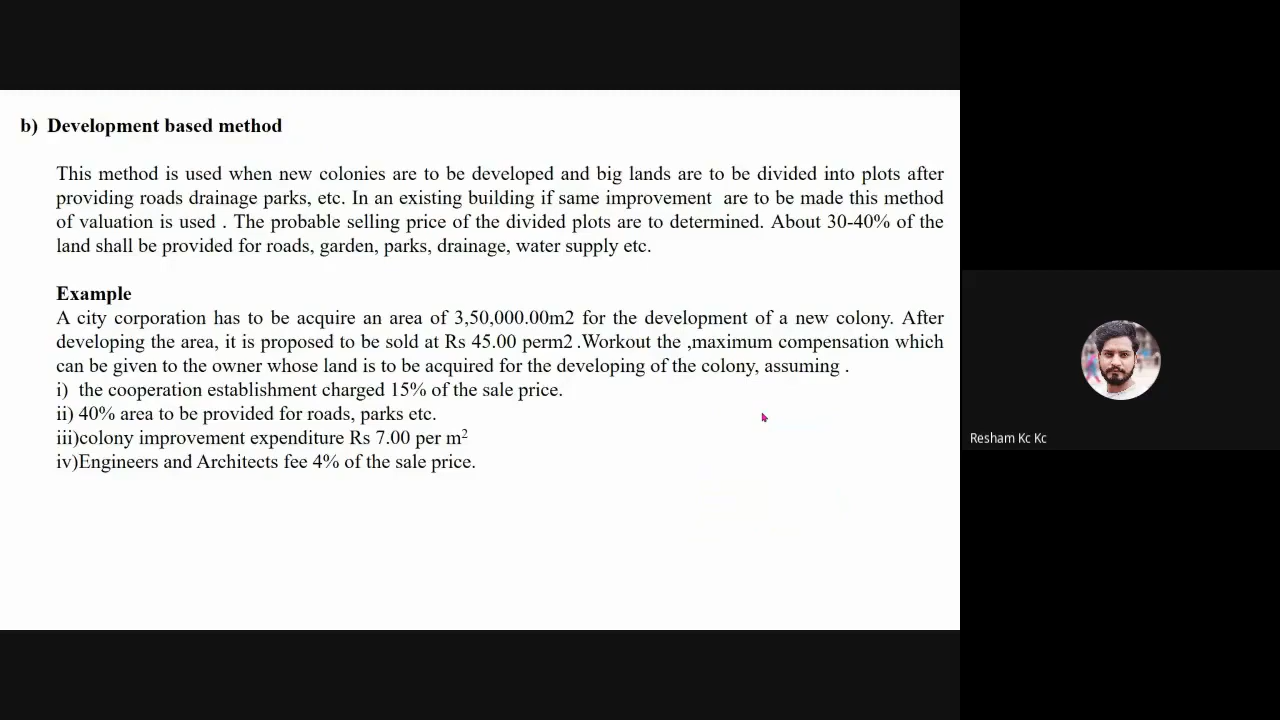 b) Development based method
This method is used when new colonies are to be developed and big lands are to be divided into plots after
providing roads drainage parks, etc. In an existing building if same improvement are to be made this method
of valuation is used . The probable selling price of the divided plots are to determined. About 30-40% of the
land shall be provided for roads, garden, parks, drainage, water supply etc.
Example
A city corporation has to be acquire an area of 3,50,000.00m2 for the development of a new colony. After
developing the area, it is proposed to be sold at Rs 45.00 perm2 .Workout the ,maximum compensation which
can be given to the owner whose land is to be acquired for the developing of the colony, assuming .
i) the cooperation establishment charged 15% of the sale price.
ii) 40% area to be provided for roads, parks etc.
iii)colony improvement expenditure Rs 7.00 per m²
iv)Engineers and Architects fee 4% of the sale price.
Resham Kc Kc